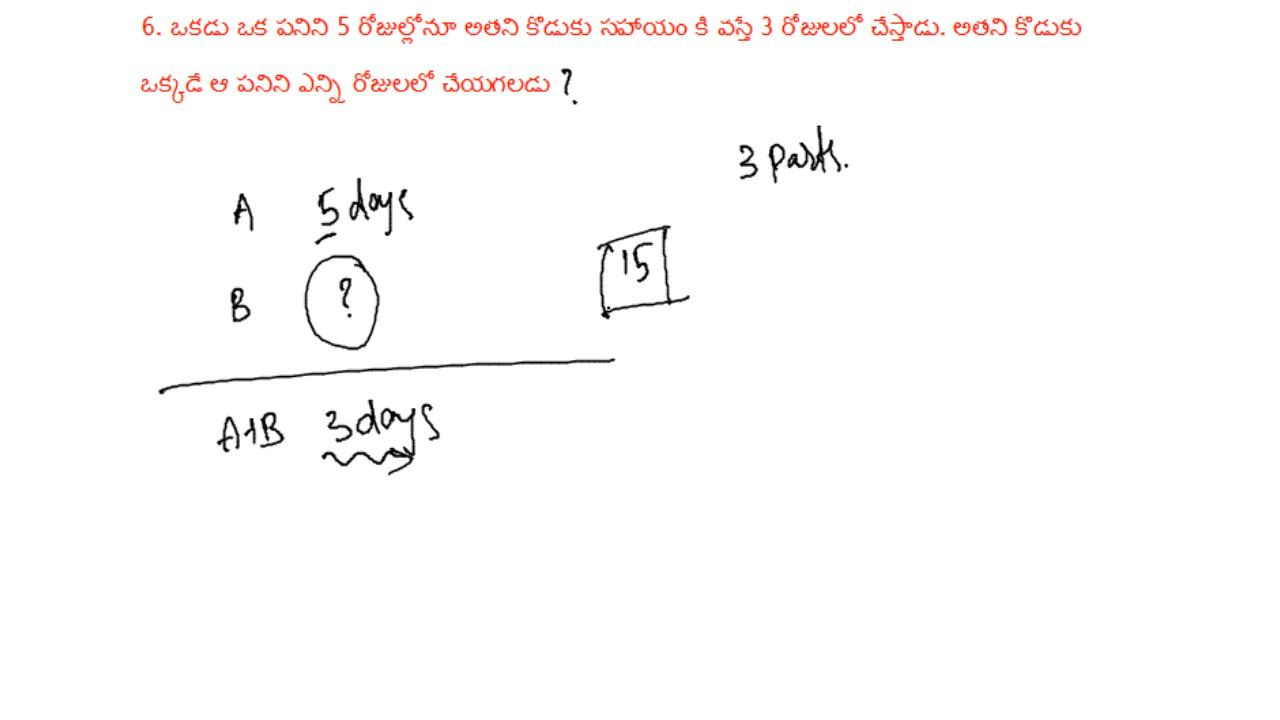 6. ఒకడు ఒక పనిని 5 రోజుల్లోనూ అతని కొడుకు సహాయం కి వస్తే 3 రోజులలో చేస్తాడు. అతని కొడుకు
ఒక్కడే ఆ పనిని ఎన్ని రోజులలో చేయగలడు ?
3 parts.
A 5 days
15
B ?
A+B 3 days